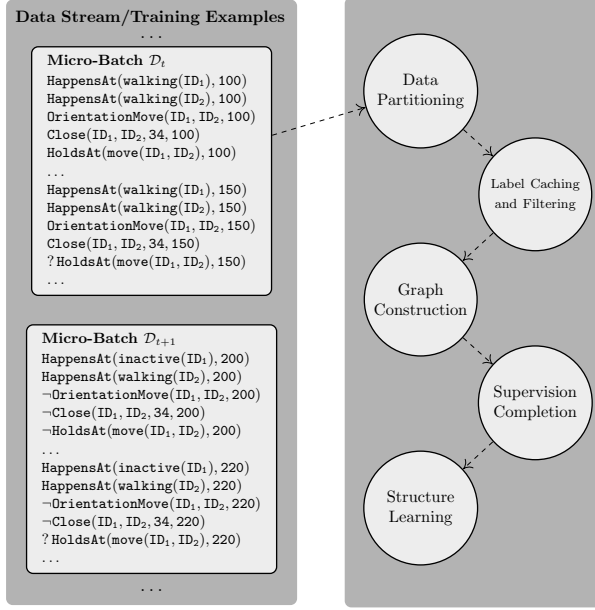 Data Stream/Training Examples
...
Micro-Batch 𝒟ₜ
HappensAt(walking(ID₁), 100)
HappensAt(walking(ID₂), 100)
OrientationMove(ID₁, ID₂, 100)
Close(ID₁, ID₂, 34, 100)
HoldsAt(move(ID₁, ID₂), 100)
...
HappensAt(walking(ID₁), 150)
HappensAt(walking(ID₂), 150)
OrientationMove(ID₁, ID₂, 150)
Close(ID₁, ID₂, 34, 150)
? HoldsAt(move(ID₁, ID₂), 150)
...
Micro-Batch 𝒟ₜ₊₁
HappensAt(inactive(ID₁), 200)
HappensAt(walking(ID₂), 200)
¬OrientationMove(ID₁, ID₂, 200)
¬Close(ID₁, ID₂, 34, 200)
¬HoldsAt(move(ID₁, ID₂), 200)
...
HappensAt(inactive(ID₁), 220)
HappensAt(walking(ID₂), 220)
¬OrientationMove(ID₁, ID₂, 220)
¬Close(ID₁, ID₂, 34, 220)
? HoldsAt(move(ID₁, ID₂), 220)
...
...
Data
Partitioning
Label Caching
and Filtering
Graph
Construction
Supervision
Completion
Structure
Learning